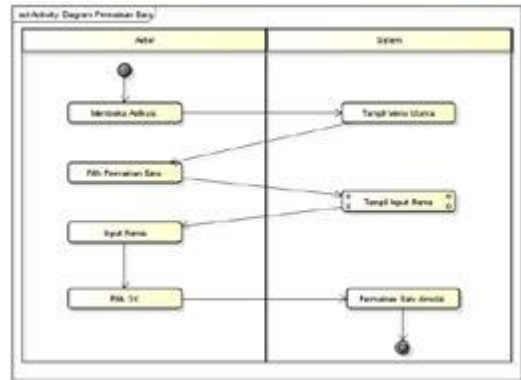 act Activity Diagram Permainan Baru
Aktor
Sistem
Membuka Aplikasi
Tampil Menu Utama
Pilih Permainan Baru
Tampil Input Nama
Input Nama
Pilih OK
Permainan Baru dimulai